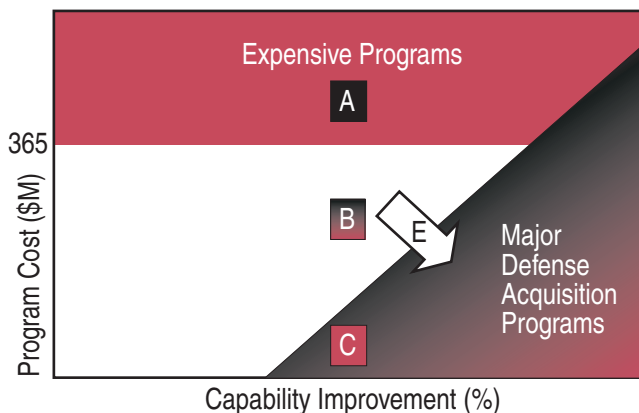 Expensive Programs
A
365
B
E
Major
Defense
Acquisition
Programs
C
Program Cost ($M)
Capability Improvement (%)